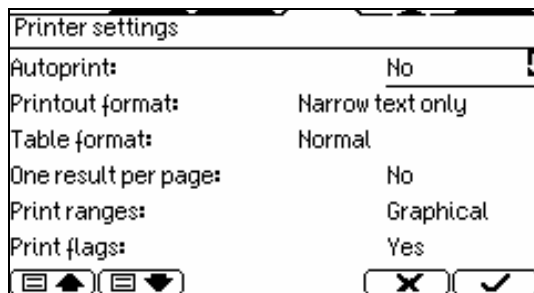 Printer settings
Autoprint: No
Printout format: Narrow text only
Table format: Normal
One result per page: No
Print ranges: Graphical
Print flags: Yes